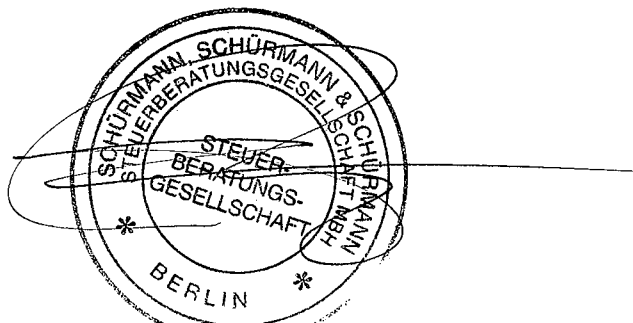 SCHÜRMANN, SCHÜRMANN & SCHÜRMANN
STEUERBERATUNGSGESELLSCHAFT MBH
STEUER-
BERATUNGS-
GESELLSCHAFT
* BERLIN *